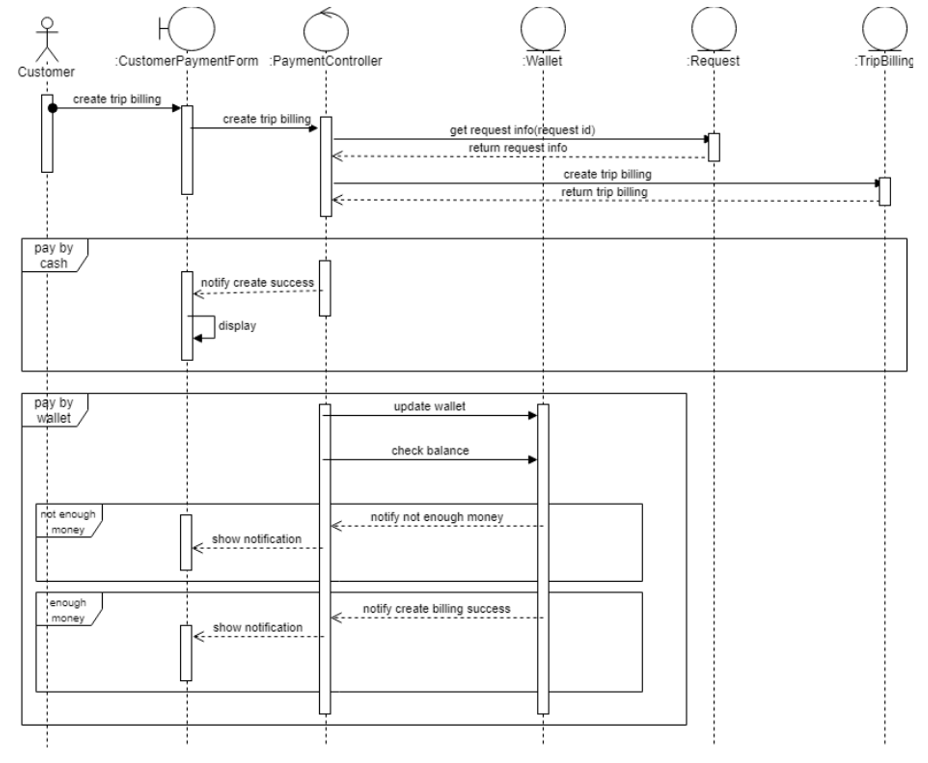 Customer
:CustomerPaymentForm
:PaymentController
:Wallet
:Request
:TripBilling
create trip billing
create trip billing
get request info(request id)
return request info
create trip billing
return trip billing
pay by
cash
notify create success
display
pay by
wallet
update wallet
check balance
not enough
money
notify not enough money
show notification
enough
money
notify create billing success
show notification